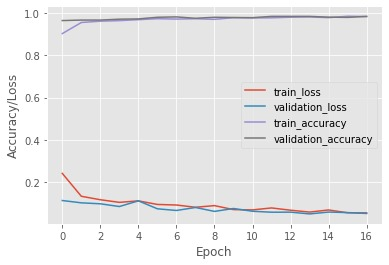 1.0
0.8
0.6
0.4
0.2
Accuracy/Loss
train_loss
validation_loss
train_accuracy
validation_accuracy
0 2 4 6 8 10 12 14 16
Epoch